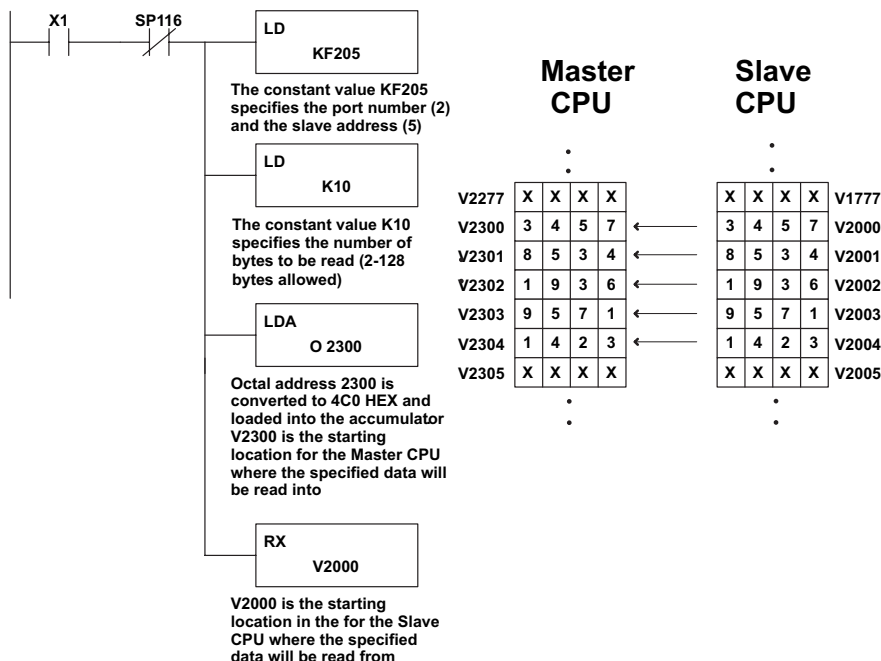 X1 SP116
LD
KF205
The constant value KF205
specifies the port number (2)
and the slave address (5)
LD
K10
The constant value K10
specifies the number of
bytes to be read (2-128
bytes allowed)
LDA
O 2300
Octal address 2300 is
converted to 4C0 HEX and
loaded into the accumulator.
V2300 is the starting
location for the Master CPU
where the specified data will
be read into
RX
V2000
V2000 is the starting
location in the for the Slave
CPU where the specified
data will be read from
Master
CPU
Slave
CPU
V2277 X X X X X X X X V1777
V2300 3 4 5 7 3 4 5 7 V2000
V2301 8 5 3 4 8 5 3 4 V2001
V2302 1 9 3 6 1 9 3 6 V2002
V2303 9 5 7 1 9 5 7 1 V2003
V2304 1 4 2 3 1 4 2 3 V2004
V2305 X X X X X X X X V2005